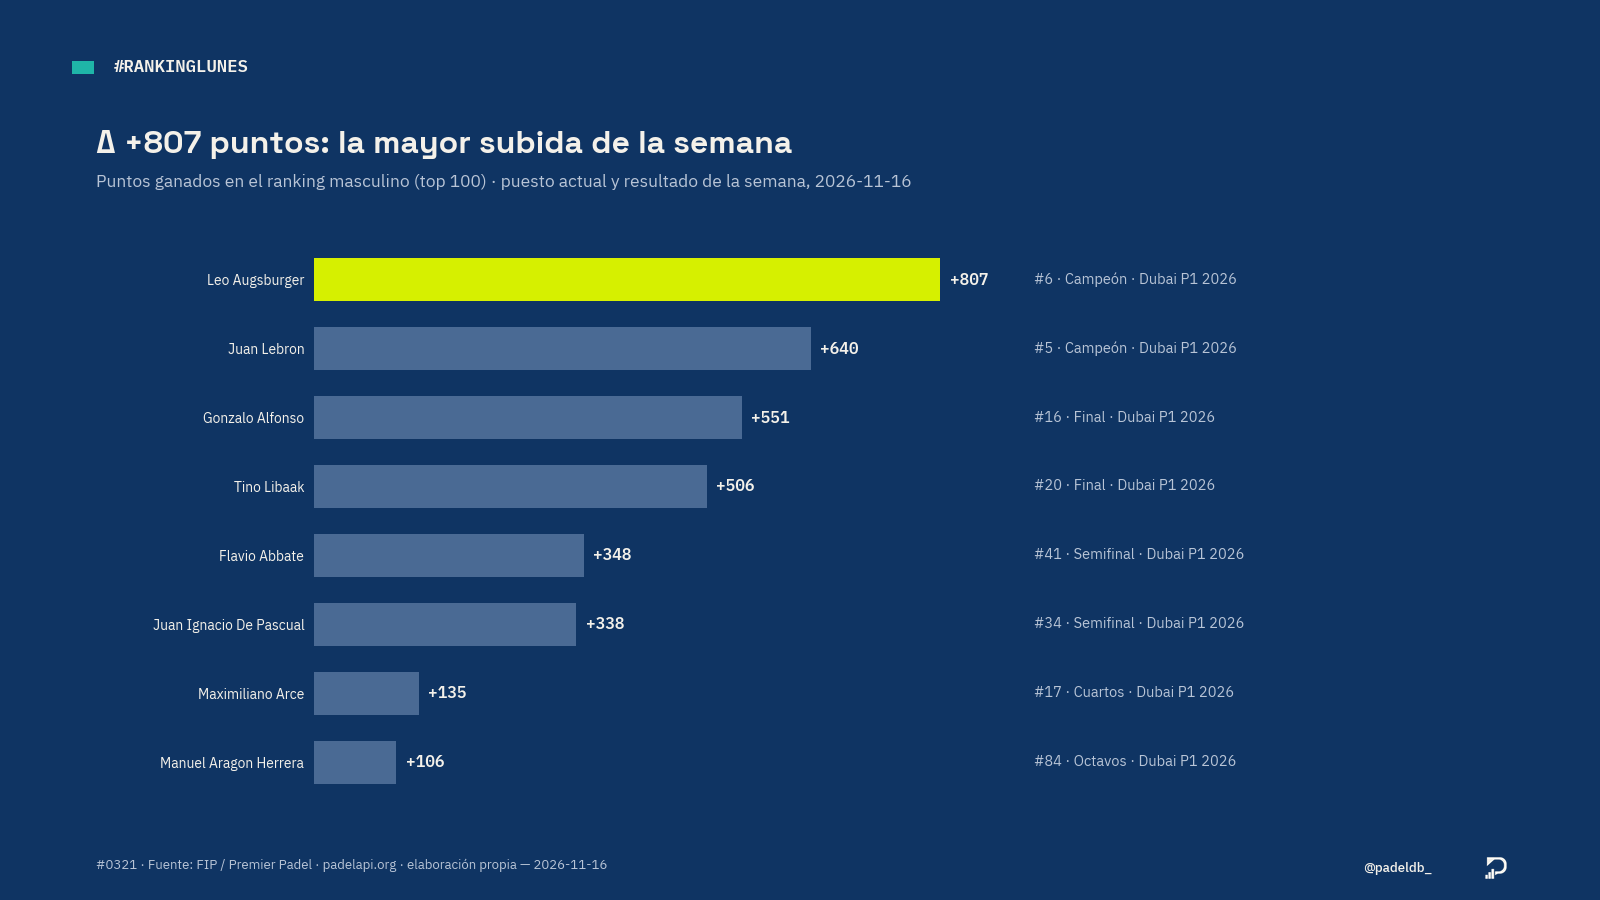 #RANKINGLUNES
Δ +807 puntos: la mayor subida de la semana
Puntos ganados en el ranking masculino (top 100) · puesto actual y resultado de la semana, 2026-11-16
Leo Augsburger +807 #6 · Campeón · Dubai P1 2026
Juan Lebron +640 #5 · Campeón · Dubai P1 2026
Gonzalo Alfonso +551 #16 · Final · Dubai P1 2026
Tino Libaak +506 #20 · Final · Dubai P1 2026
Flavio Abbate +348 #41 · Semifinal · Dubai P1 2026
Juan Ignacio De Pascual +338 #34 · Semifinal · Dubai P1 2026
Maximiliano Arce +135 #17 · Cuartos · Dubai P1 2026
Manuel Aragon Herrera +106 #84 · Octavos · Dubai P1 2026
#0321 · Fuente: FIP / Premier Padel · padelapi.org · elaboración propia — 2026-11-16
@padeldb_